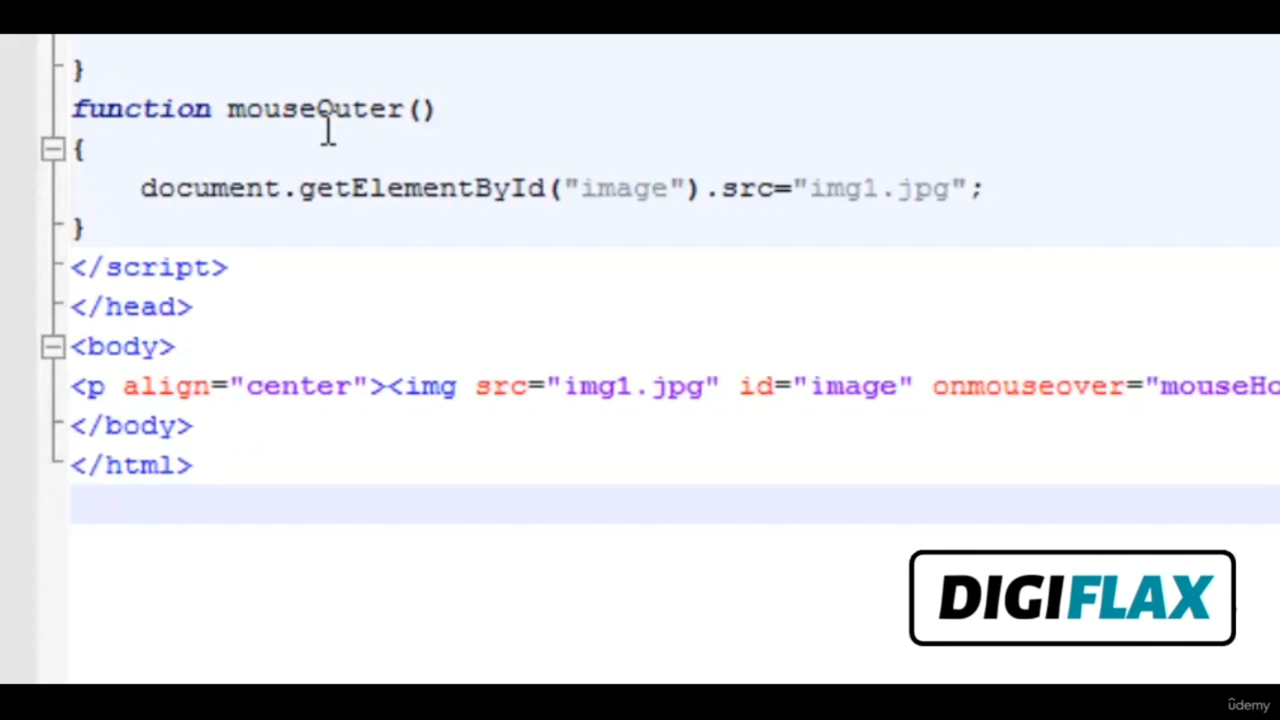 }
function mouseOuter()
{
document.getElementById("image").src="img1.jpg";
}
</script>
</head>
<body>
<p align="center"><img src="img1.jpg" id="image" onmouseover="mouseHo
</body>
</html>
DIGIFLAX
udemy